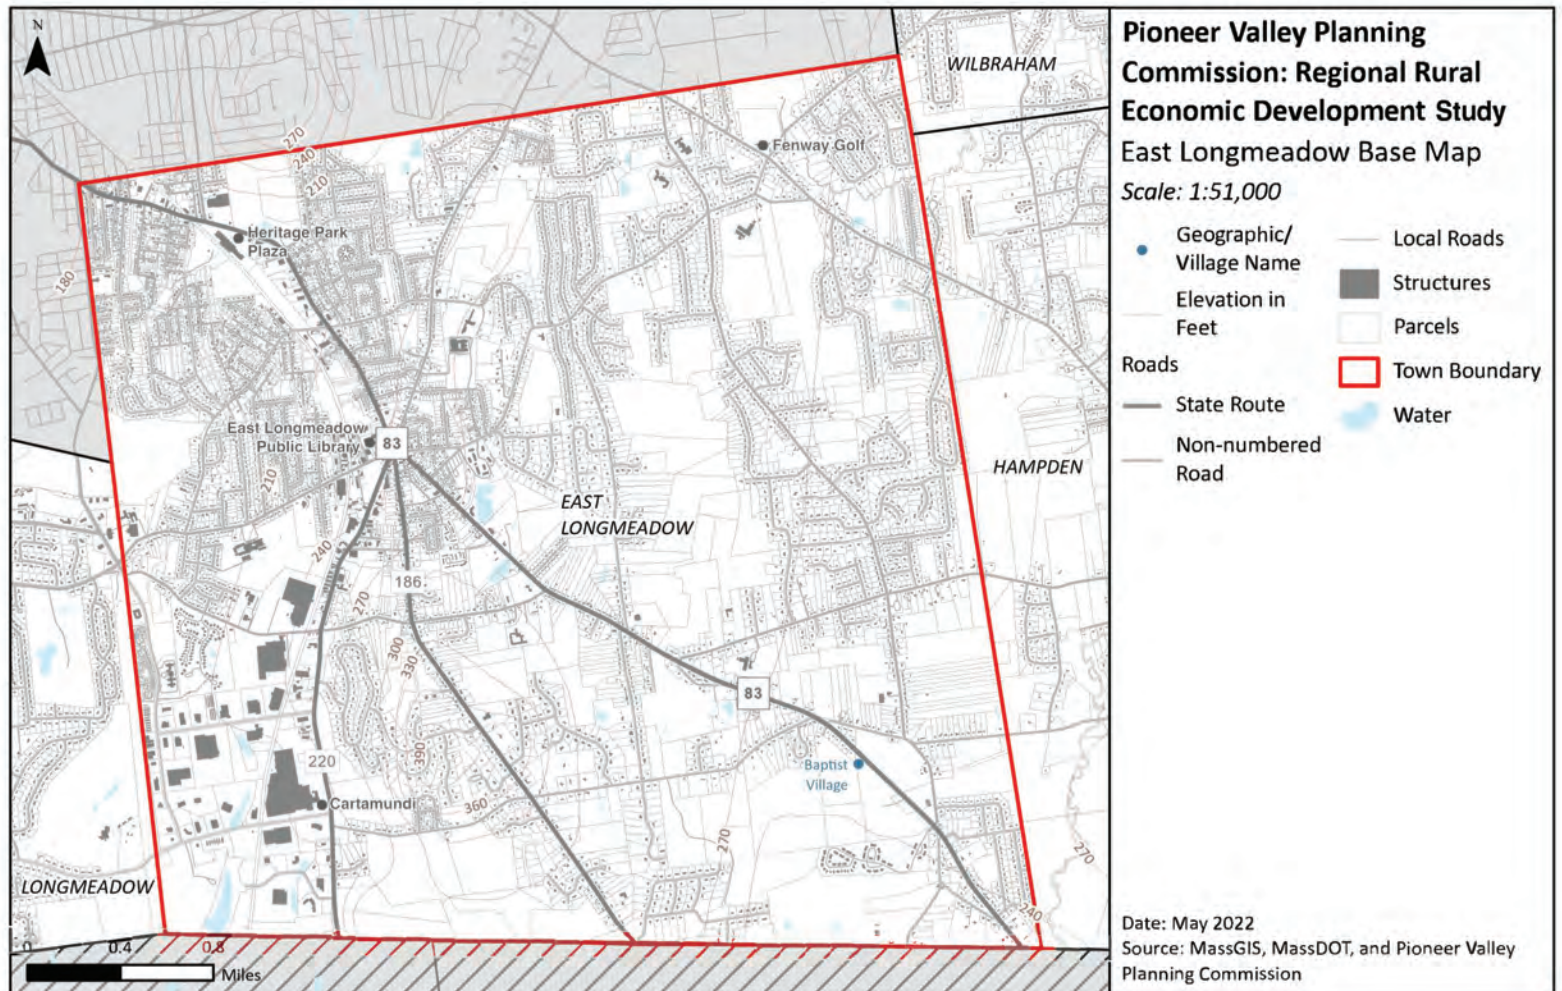 N
WILBRAHAM
270
240
210
Fenway Golf
Heritage Park
Plaza
180
East Longmeadow
Public Library
83
HAMPDEN
210
EAST
LONGMEADOW
240
186
270
300
330
83
390
220
Baptist
Village
Cartamundi
360
270
270
LONGMEADOW
240
0 0.4 0.8
Miles
Pioneer Valley Planning
Commission: Regional Rural
Economic Development Study
East Longmeadow Base Map
Scale: 1:51,000
Geographic/
Village Name
Elevation in
Feet
Roads
State Route
Non-numbered
Road
Local Roads
Structures
Parcels
Town Boundary
Water
Date: May 2022
Source: MassGIS, MassDOT, and Pioneer Valley
Planning Commission